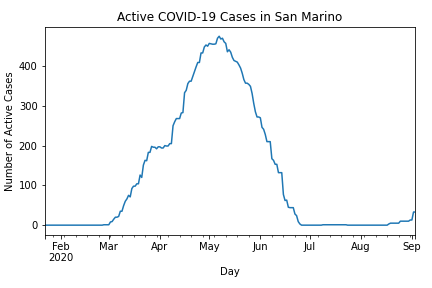 Active COVID-19 Cases in San Marino
Number of Active Cases
400
300
200
100
0
Feb Mar Apr May Jun Jul Aug Sep
2020
Day